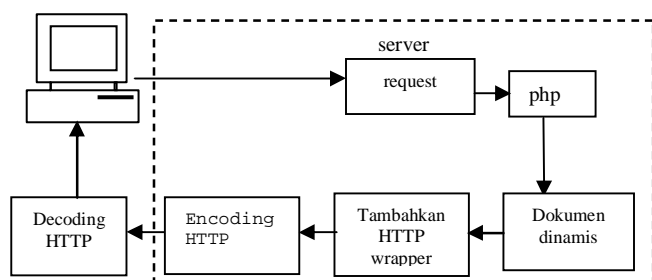 server
request
php
Decoding
HTTP
Encoding
HTTP
Tambahkan
HTTP
wrapper
Dokumen
dinamis